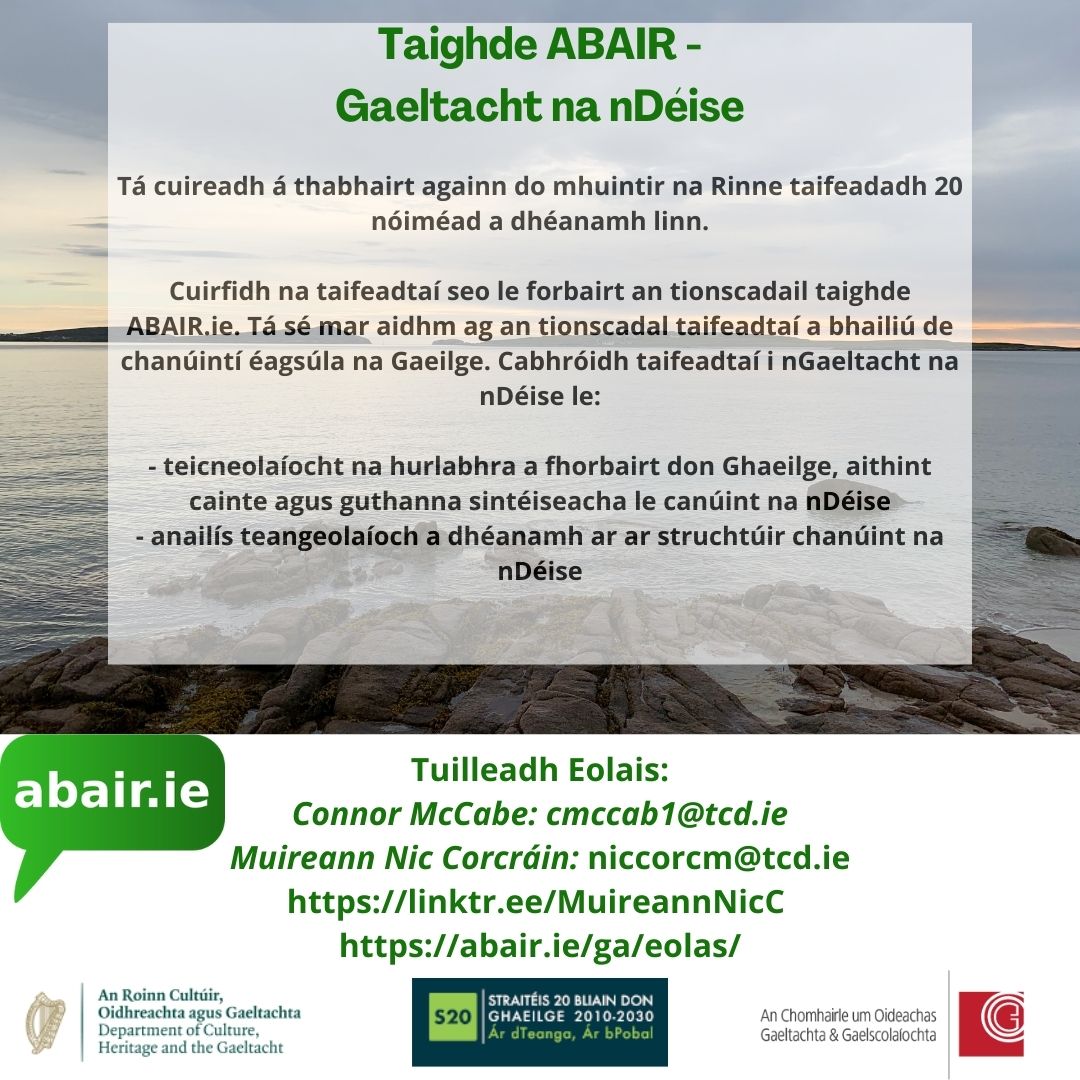 Taighde ABAIR -
Gaeltacht na nDéise
Tá cuireadh á thabhairt againn do mhuintir na Rinne taifeadadh 20
nóiméad a dhéanamh linn.
Cuirfidh na taifeadtaí seo le forbairt an tionscadail taighde
ABAIR.ie. Tá sé mar aidhm ag an tionscadal taifeadtaí a bhailiú de
chanúintí éagsúla na Gaeilge. Cabhróidh taifeadtaí i nGaeltacht na
nDéise le:
- teicneolaíocht na hurlabhra a fhorbairt don Ghaeilge, aithint
cainte agus guthanna sintéiseacha le canúint na nDéise
- anailís teangeolaíoch a dhéanamh ar ar struchtúir chanúint na
nDéise
abair.ie
Tuilleadh Eolais:
Connor McCabe: cmccab1@tcd.ie
Muireann Nic Corcráin: niccorcm@tcd.ie
https://linktr.ee/MuireannNicC
https://abair.ie/ga/eolas/
An Roinn Cultúir,
Oidhreachta agus Gaeltachta
Department of Culture,
Heritage and the Gaeltacht
S20
STRAITÉIS 20 BLIAIN DON
GHAEILGE 2010-2030
Ár dTeanga, Ár bPobal
An Chomhairle um Oideachas
Gaeltachta & Gaelscolaíochta